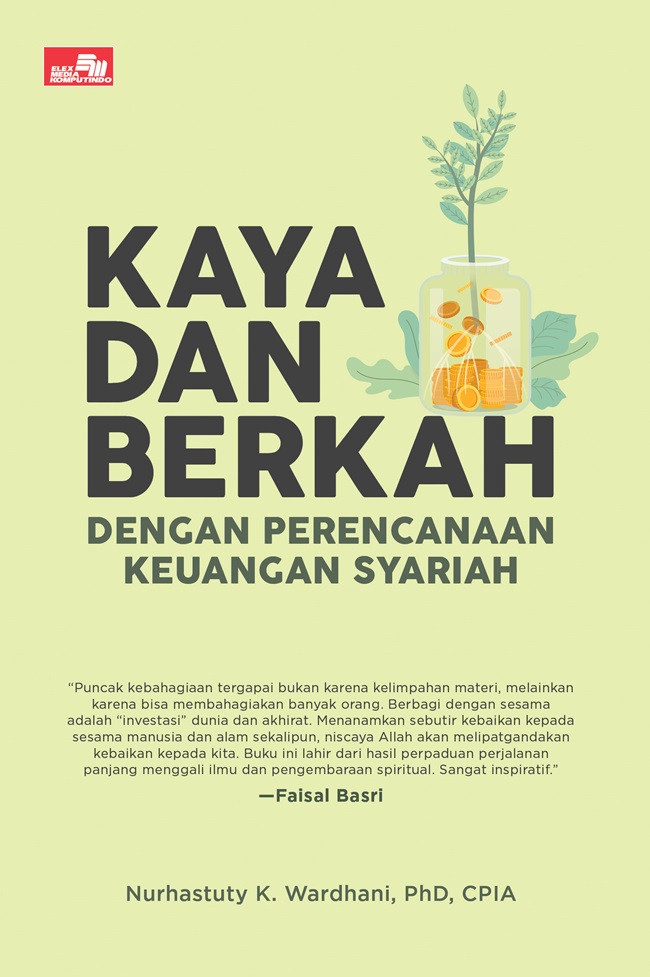 ELEX
MEDIA
KOMPUTINDO
KAYA
DAN
BERKAH
DENGAN PERENCANAAN
KEUANGAN SYARIAH
“Puncak kebahagiaan tergapai bukan karena kelimpahan materi, melainkan
karena bisa membahagiakan banyak orang. Berbagi dengan sesama
adalah “investasi” dunia dan akhirat. Menanamkan sebutir kebaikan kepada
sesama manusia dan alam sekalipun, niscaya Allah akan melipatgandakan
kebaikan kepada kita. Buku ini lahir dari hasil perpaduan perjalanan
panjang menggali ilmu dan pengembaraan spiritual. Sangat inspiratif.”
—Faisal Basri
Nurhastuty K. Wardhani, PhD, CPIA